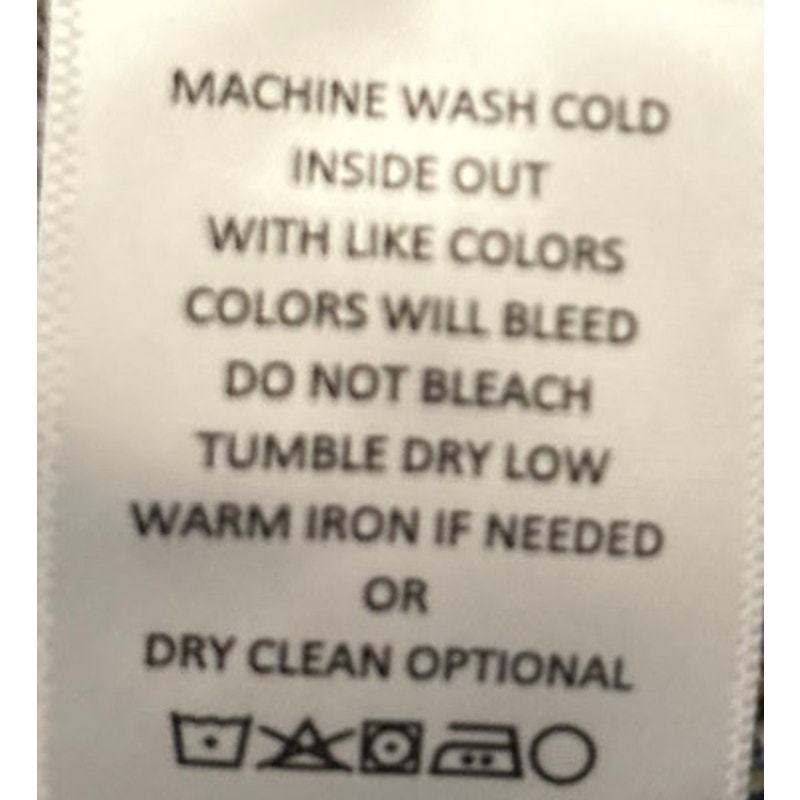 MACHINE WASH COLD
INSIDE OUT
WITH LIKE COLORS
COLORS WILL BLEED
DO NOT BLEACH
TUMBLE DRY LOW
WARM IRON IF NEEDED
OR
DRY CLEAN OPTIONAL